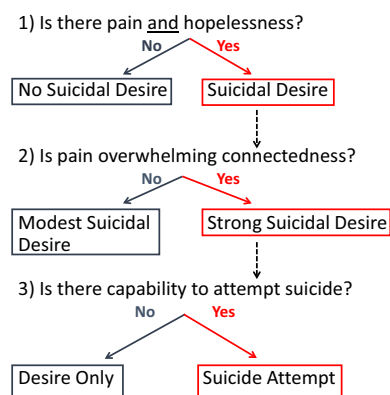 1) Is there pain and hopelessness?
No Yes
No Suicidal Desire Suicidal Desire
2) Is pain overwhelming connectedness?
No Yes
Modest Suicidal Desire Strong Suicidal Desire
3) Is there capability to attempt suicide?
No Yes
Desire Only Suicide Attempt